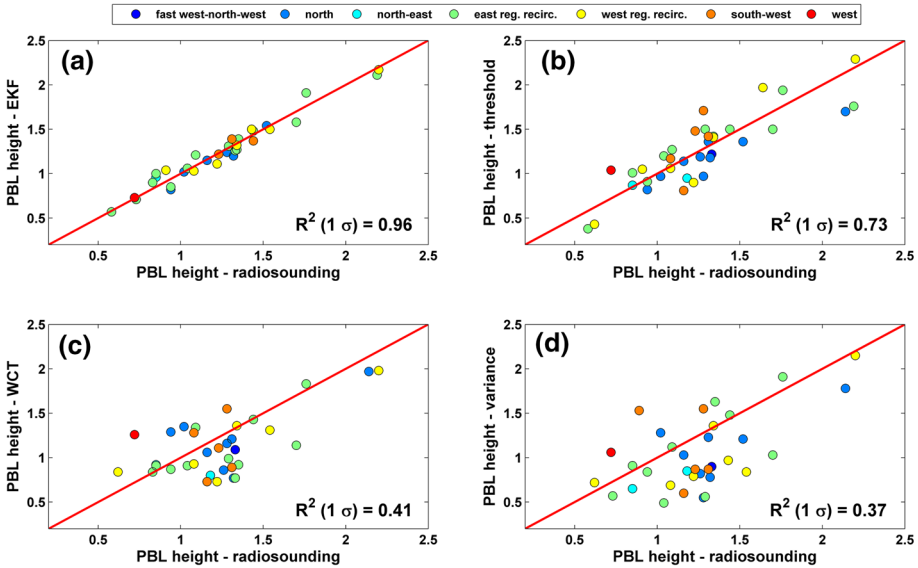 fast west-north-west north north-east east reg. recirc. west reg. recirc. south-west west
(a)
PBL height - EKF
2.5
2
1.5
1
0.5
R² (1 σ) = 0.96
0.5 1 1.5 2 2.5
PBL height - radiosounding
(b)
PBL height - threshold
2.5
2
1.5
1
0.5
R² (1 σ) = 0.73
0.5 1 1.5 2 2.5
PBL height - radiosounding
(c)
PBL height - WCT
2.5
2
1.5
1
0.5
R² (1 σ) = 0.41
0.5 1 1.5 2 2.5
PBL height - radiosounding
(d)
PBL height - variance
2.5
2
1.5
1
0.5
R² (1 σ) = 0.37
0.5 1 1.5 2 2.5
PBL height - radiosounding